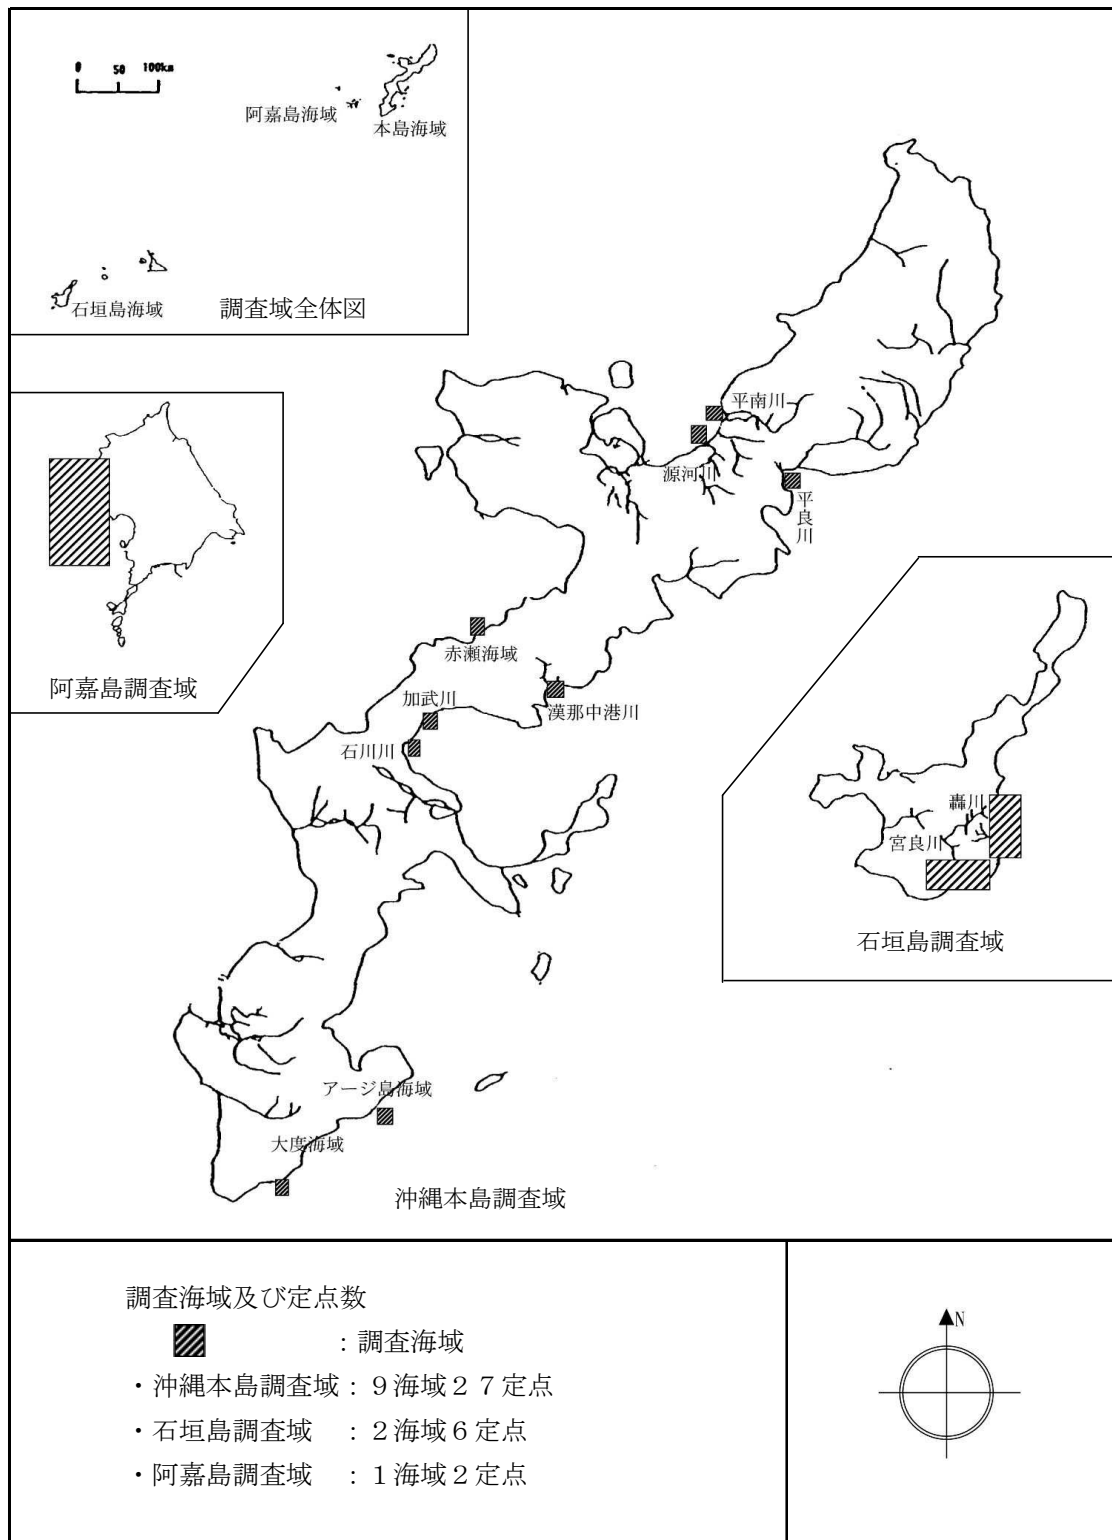 0 50 100km
阿嘉島海域
本島海域
石垣島海域
調査域全体図
平南川
源河川
平良川
阿嘉島調査域
赤瀬海域
加武川
漢那中港川
石川川
轟川
宮良川
石垣島調査域
アージ島海域
大度海域
沖縄本島調査域
調査海域及び定点数
：調査海域
・沖縄本島調査域：９海域２７定点
・石垣島調査域　：２海域６定点
・阿嘉島調査域　：１海域２定点
N